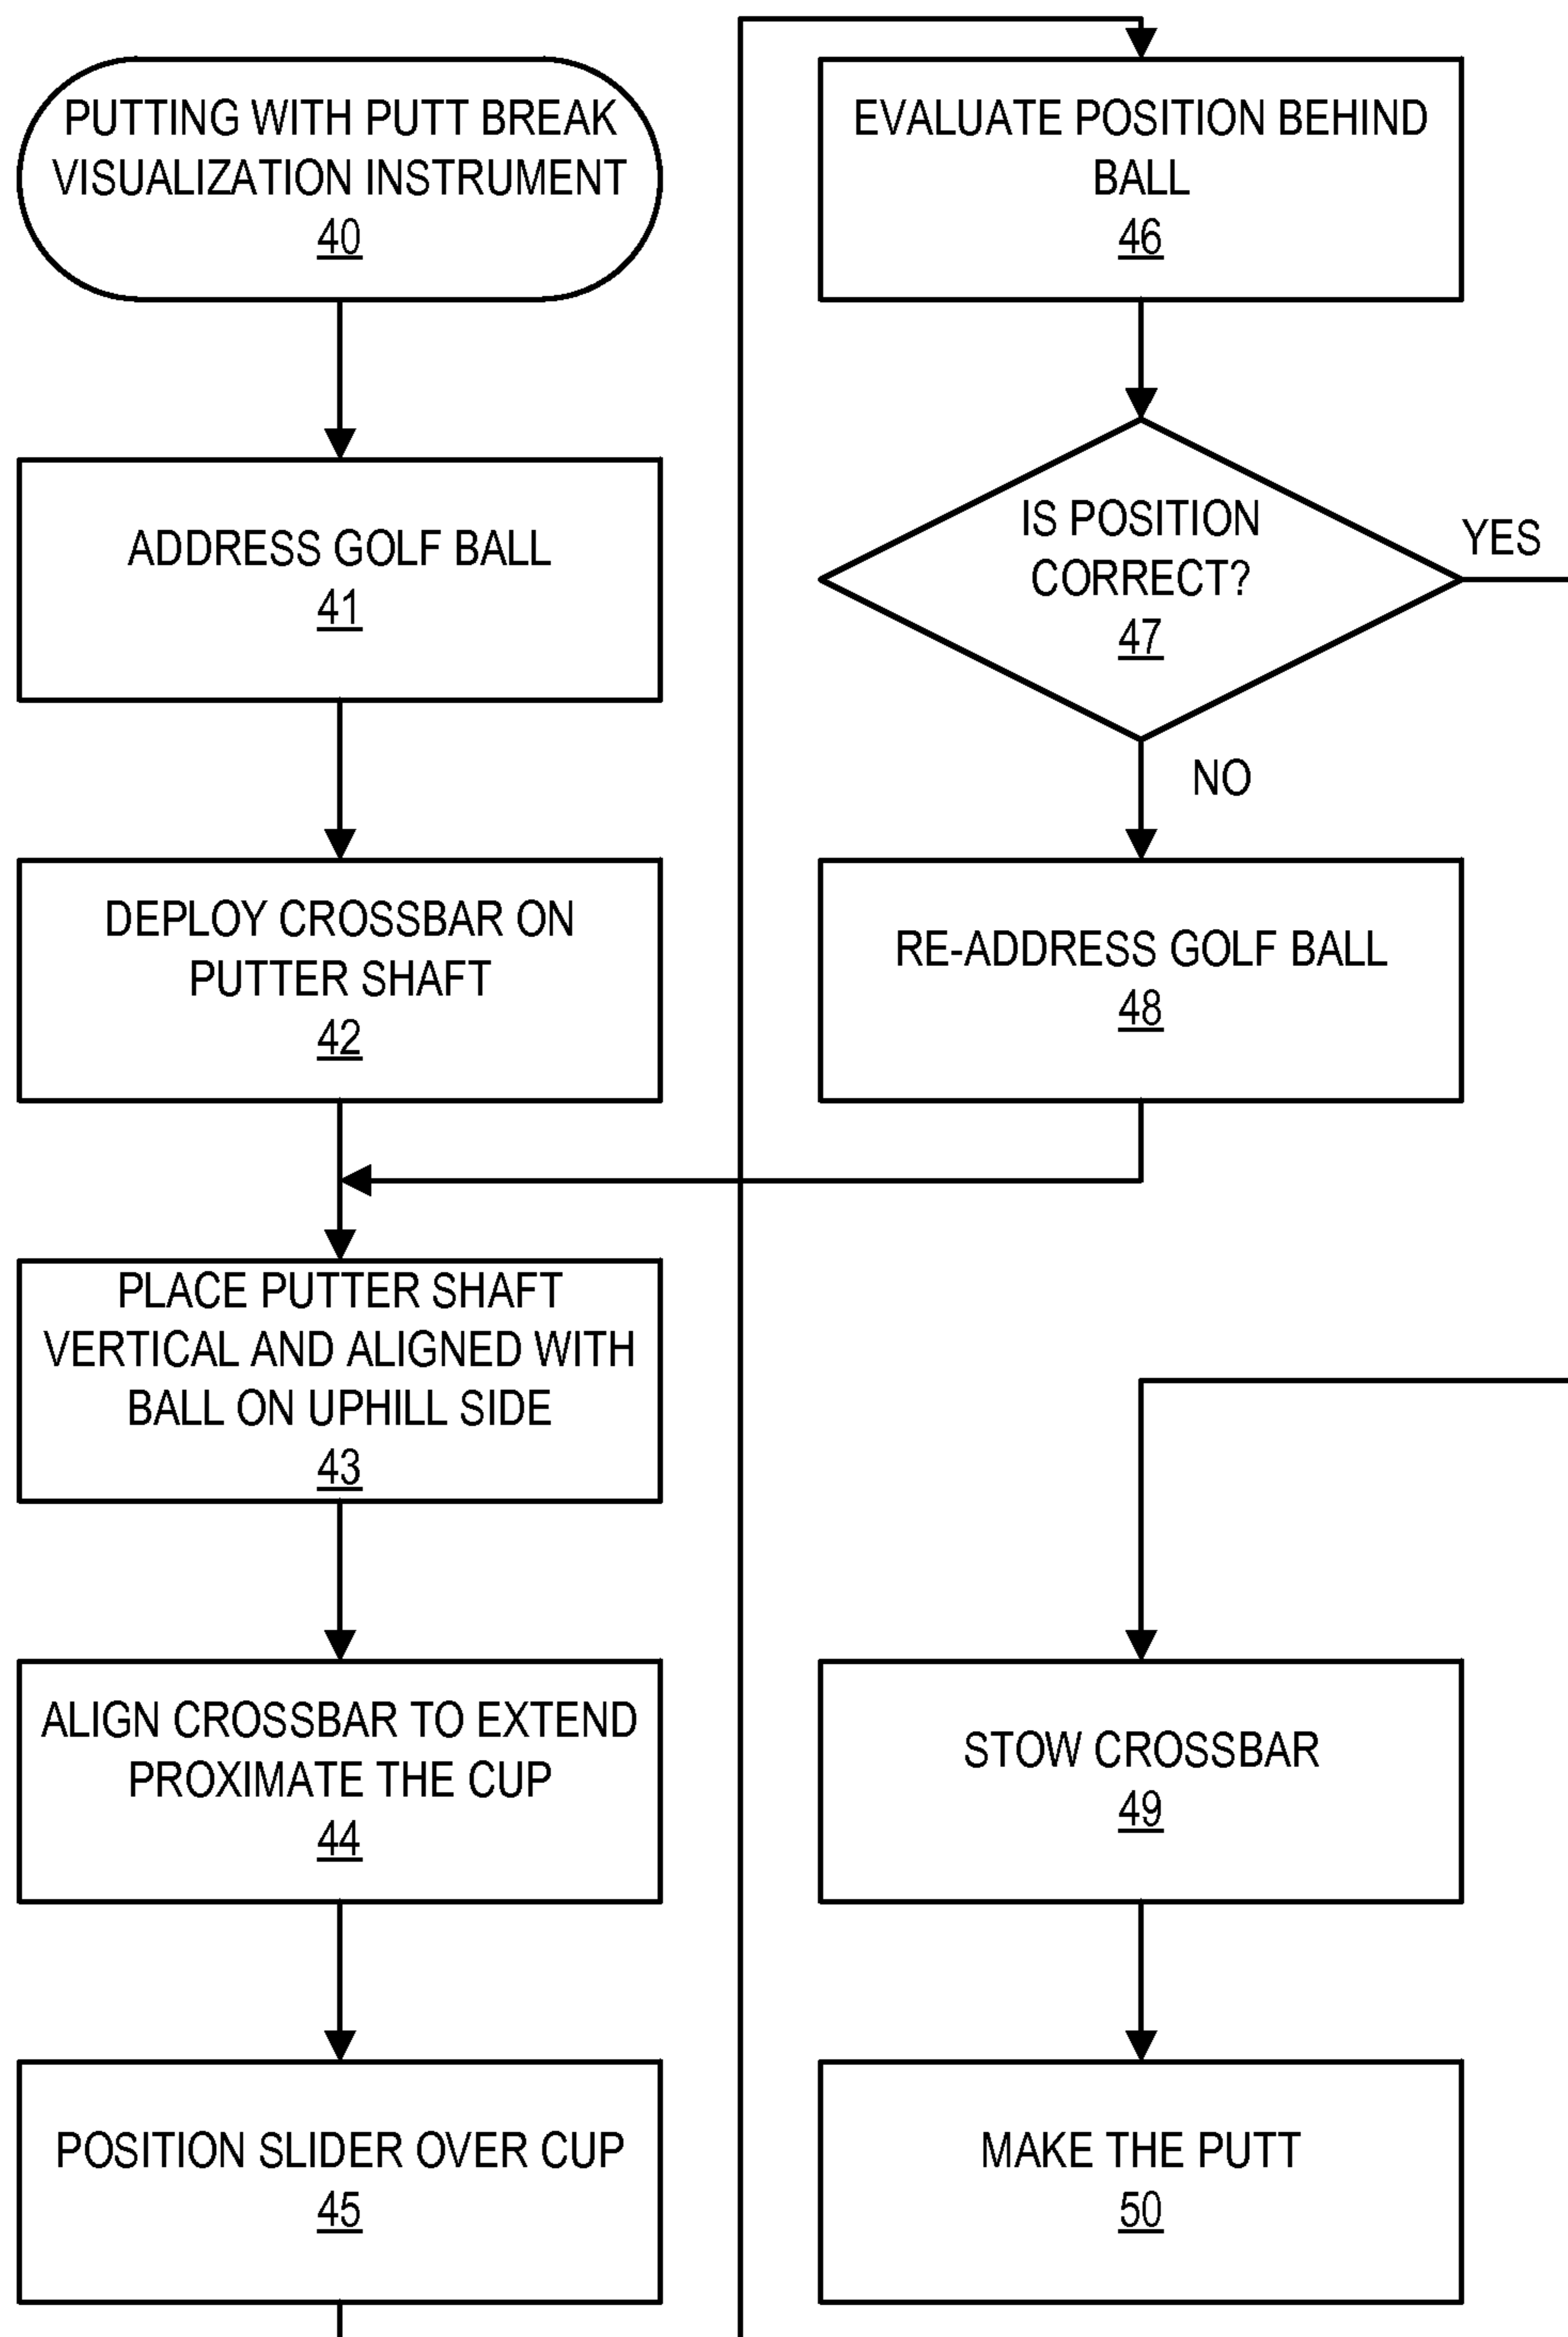 PUTTING WITH PUTT BREAK
VISUALIZATION INSTRUMENT
40
ADDRESS GOLF BALL
41
DEPLOY CROSSBAR ON
PUTTER SHAFT
42
PLACE PUTTER SHAFT
VERTICAL AND ALIGNED WITH
BALL ON UPHILL SIDE
43
ALIGN CROSSBAR TO EXTEND
PROXIMATE THE CUP
44
POSITION SLIDER OVER CUP
45
EVALUATE POSITION BEHIND
BALL
46
IS POSITION
CORRECT?
47
YES
NO
RE-ADDRESS GOLF BALL
48
STOW CROSSBAR
49
MAKE THE PUTT
50